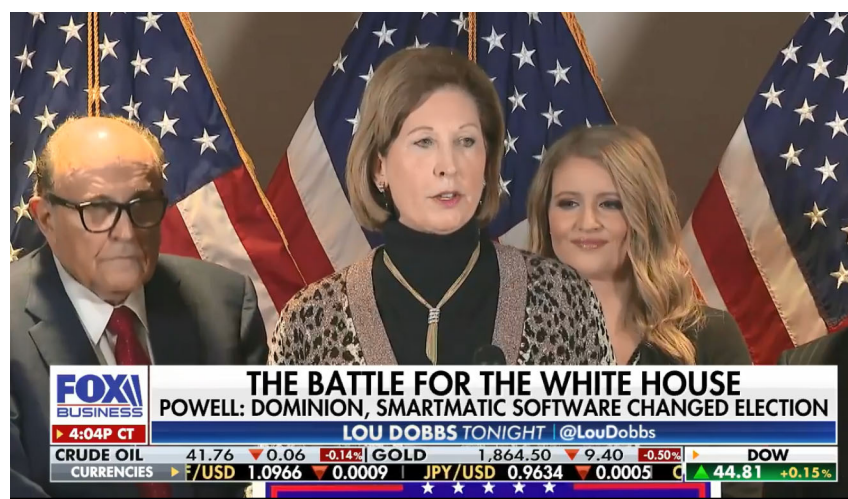 FOX
BUSINESS
THE BATTLE FOR THE WHITE HOUSE
POWELL: DOMINION, SMARTMATIC SOFTWARE CHANGED ELECTION
4:04P CT
LOU DOBBS TONIGHT @LouDobbs
CRUDE OIL 41.76 0.06 -0.14% GOLD 1,864.50 9.40 -0.50% DOW
CURRENCIES F/USD 1.0966 0.0009 JPY/USD 0.9634 0.0005 C 44.81 +0.15%